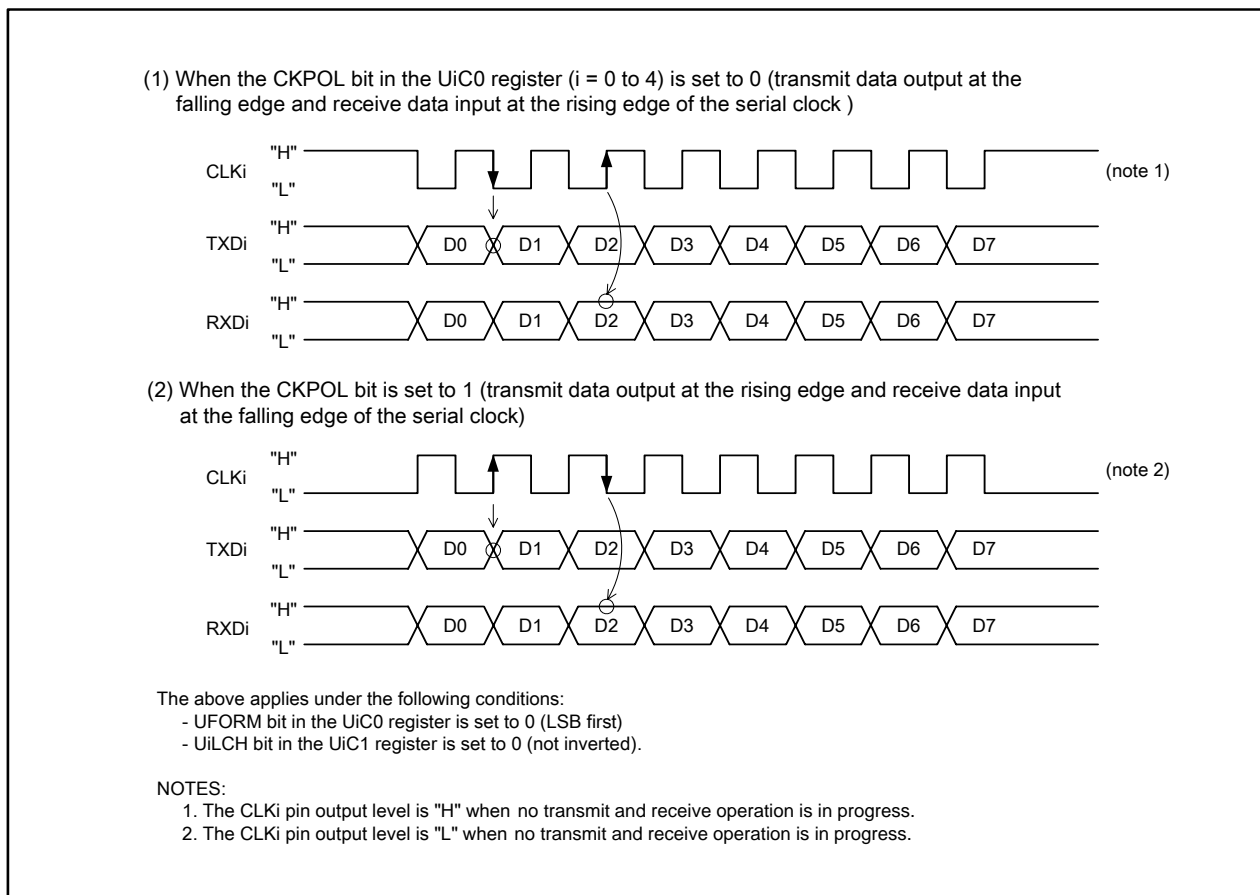 (1) When the CKPOL bit in the UiC0 register (i = 0 to 4) is set to 0 (transmit data output at the
falling edge and receive data input at the rising edge of the serial clock )
"H"
CLKi
(note 1)
"L"
"H"
TXDi
D0 D1 D2 D3 D4 D5 D6 D7
"L"
"H"
RXDi
D0 D1 D2 D3 D4 D5 D6 D7
"L"
(2) When the CKPOL bit is set to 1 (transmit data output at the rising edge and receive data input
at the falling edge of the serial clock)
"H"
CLKi
(note 2)
"L"
"H"
TXDi
D0 D1 D2 D3 D4 D5 D6 D7
"L"
"H"
RXDi
D0 D1 D2 D3 D4 D5 D6 D7
"L"
The above applies under the following conditions:
- UFORM bit in the UiC0 register is set to 0 (LSB first)
- UiLCH bit in the UiC1 register is set to 0 (not inverted).
NOTES:
1. The CLKi pin output level is "H" when no transmit and receive operation is in progress.
2. The CLKi pin output level is "L" when no transmit and receive operation is in progress.